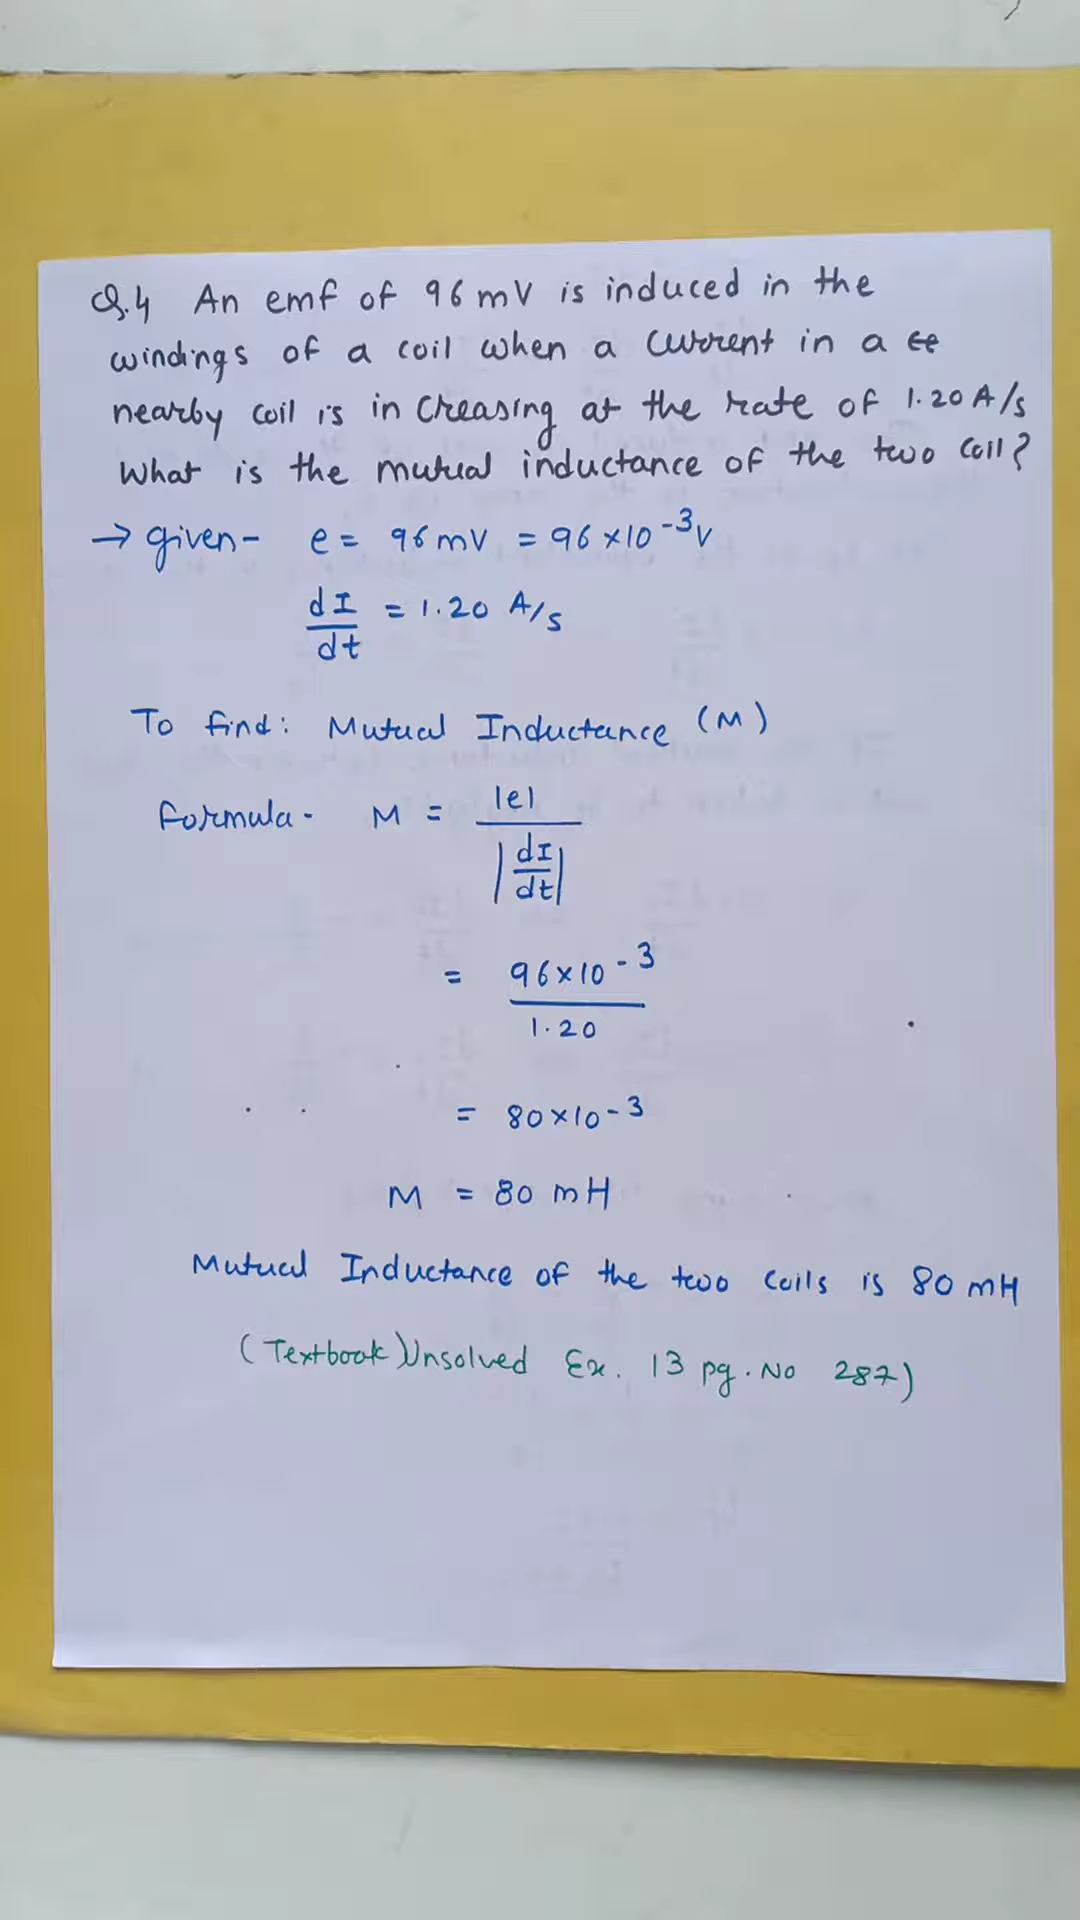 Q.4 An emf of 96 mV is induced in the
windings of a coil when a current in a
nearby coil is in creasing at the rate of 1.20 A/s
What is the mutual inductance of the two coil?
→ given- e = 96 mV = 96 × 10 -3 V
dI/dt = 1.20 A/s
To find: Mutual Inductance (M)
formula- M = |e| / |dI/dt|
= 96×10 -3 / 1.20
= 80×10 -3
M = 80 mH
Mutual Inductance of the two coils is 80 mH
(Textbook) Unsolved Ex. 13 pg. No 287)